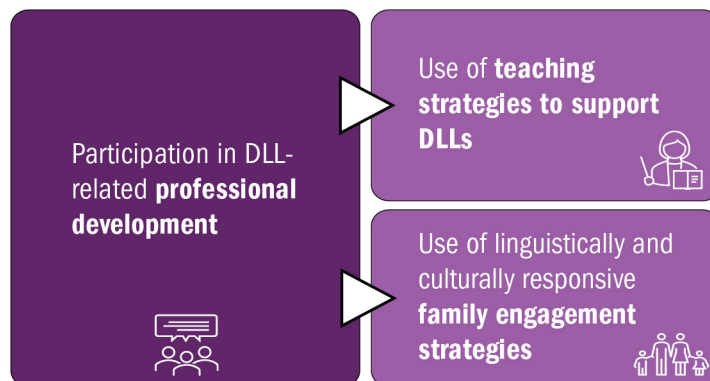 Participation in DLL-
related professional
development
Use of teaching
strategies to support
DLLs
Use of linguistically and
culturally responsive
family engagement
strategies